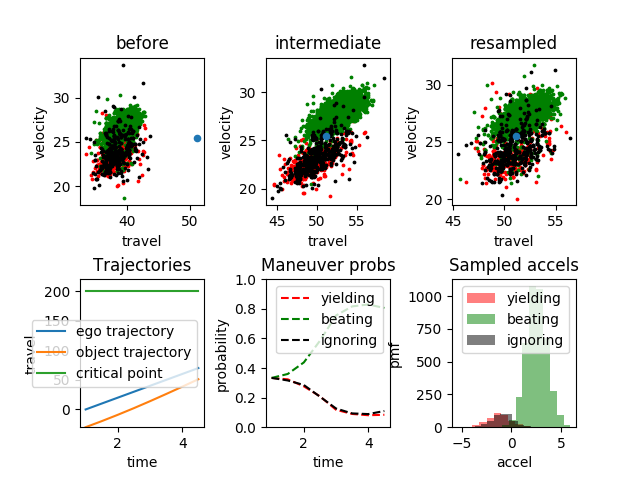 before
intermediate
resampled
velocity
30
25
20
40
50
travel
velocity
30
25
20
45
50
55
travel
velocity
30
25
20
45
50
55
travel
Trajectories
Maneuver probs
Sampled accels
travel
200
150
100
50
0
ego trajectory
object trajectory
critical point
2
4
time
probability
1.0
0.8
0.6
0.4
0.2
0.0
yielding
beating
ignoring
2
4
time
pmf
1000
750
500
250
0
yielding
beating
ignoring
−5
0
5
accel